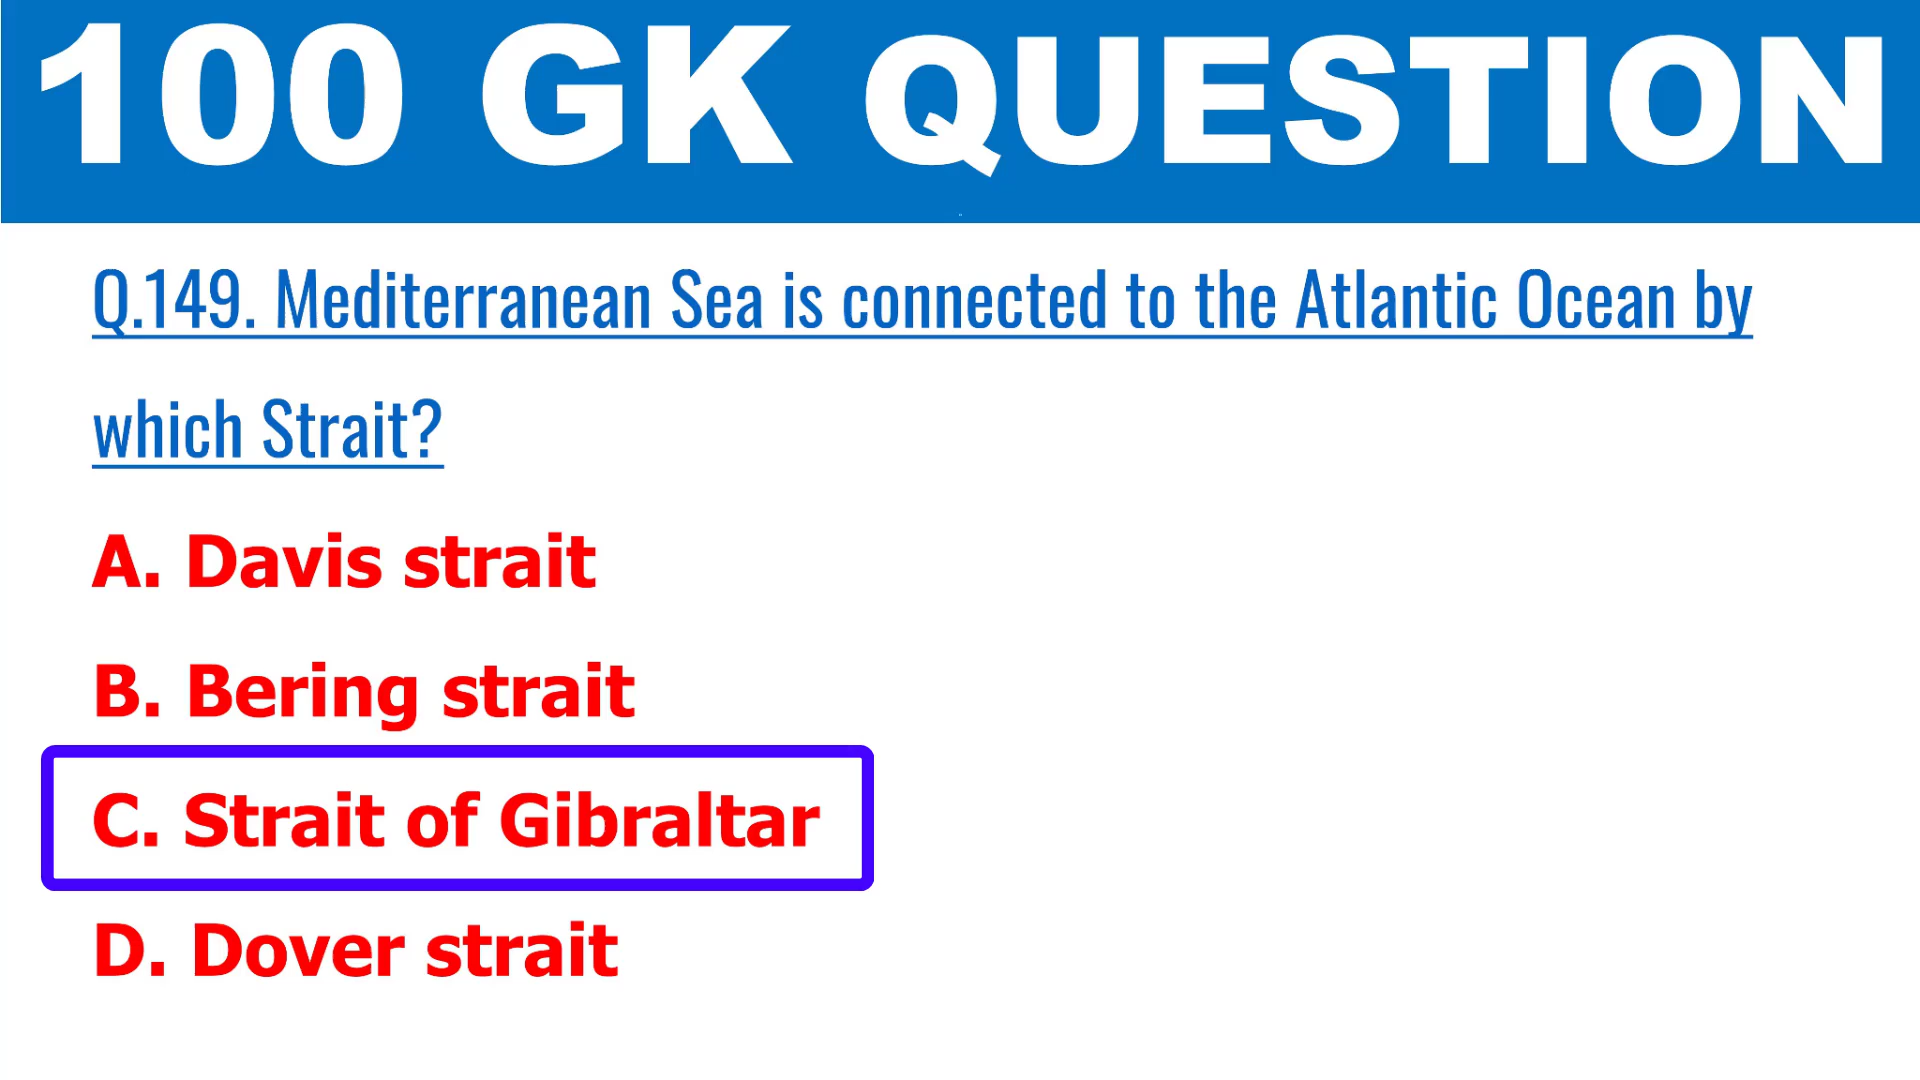 100 GK QUESTION
Q.149. Mediterranean Sea is connected to the Atlantic Ocean by
which Strait?
A. Davis strait
B. Bering strait
C. Strait of Gibraltar
D. Dover strait